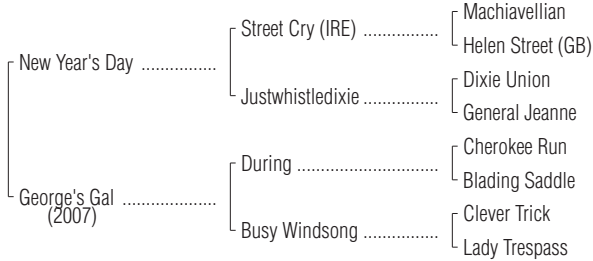 Machiavellian
Street Cry (IRE) ................
Helen Street (GB)
New Year's Day ................
Dixie Union
Justwhistledixie ................
General Jeanne
Cherokee Run
During ..............................
Blading Saddle
George's Gal ....................
(2007)
Clever Trick
Busy Windsong ................
Lady Trespass